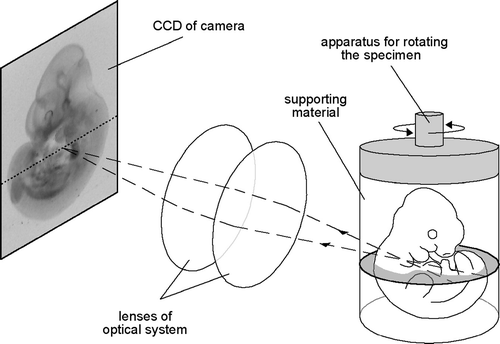 CCD of camera
apparatus for rotating
the specimen
supporting
material
lenses of
optical system